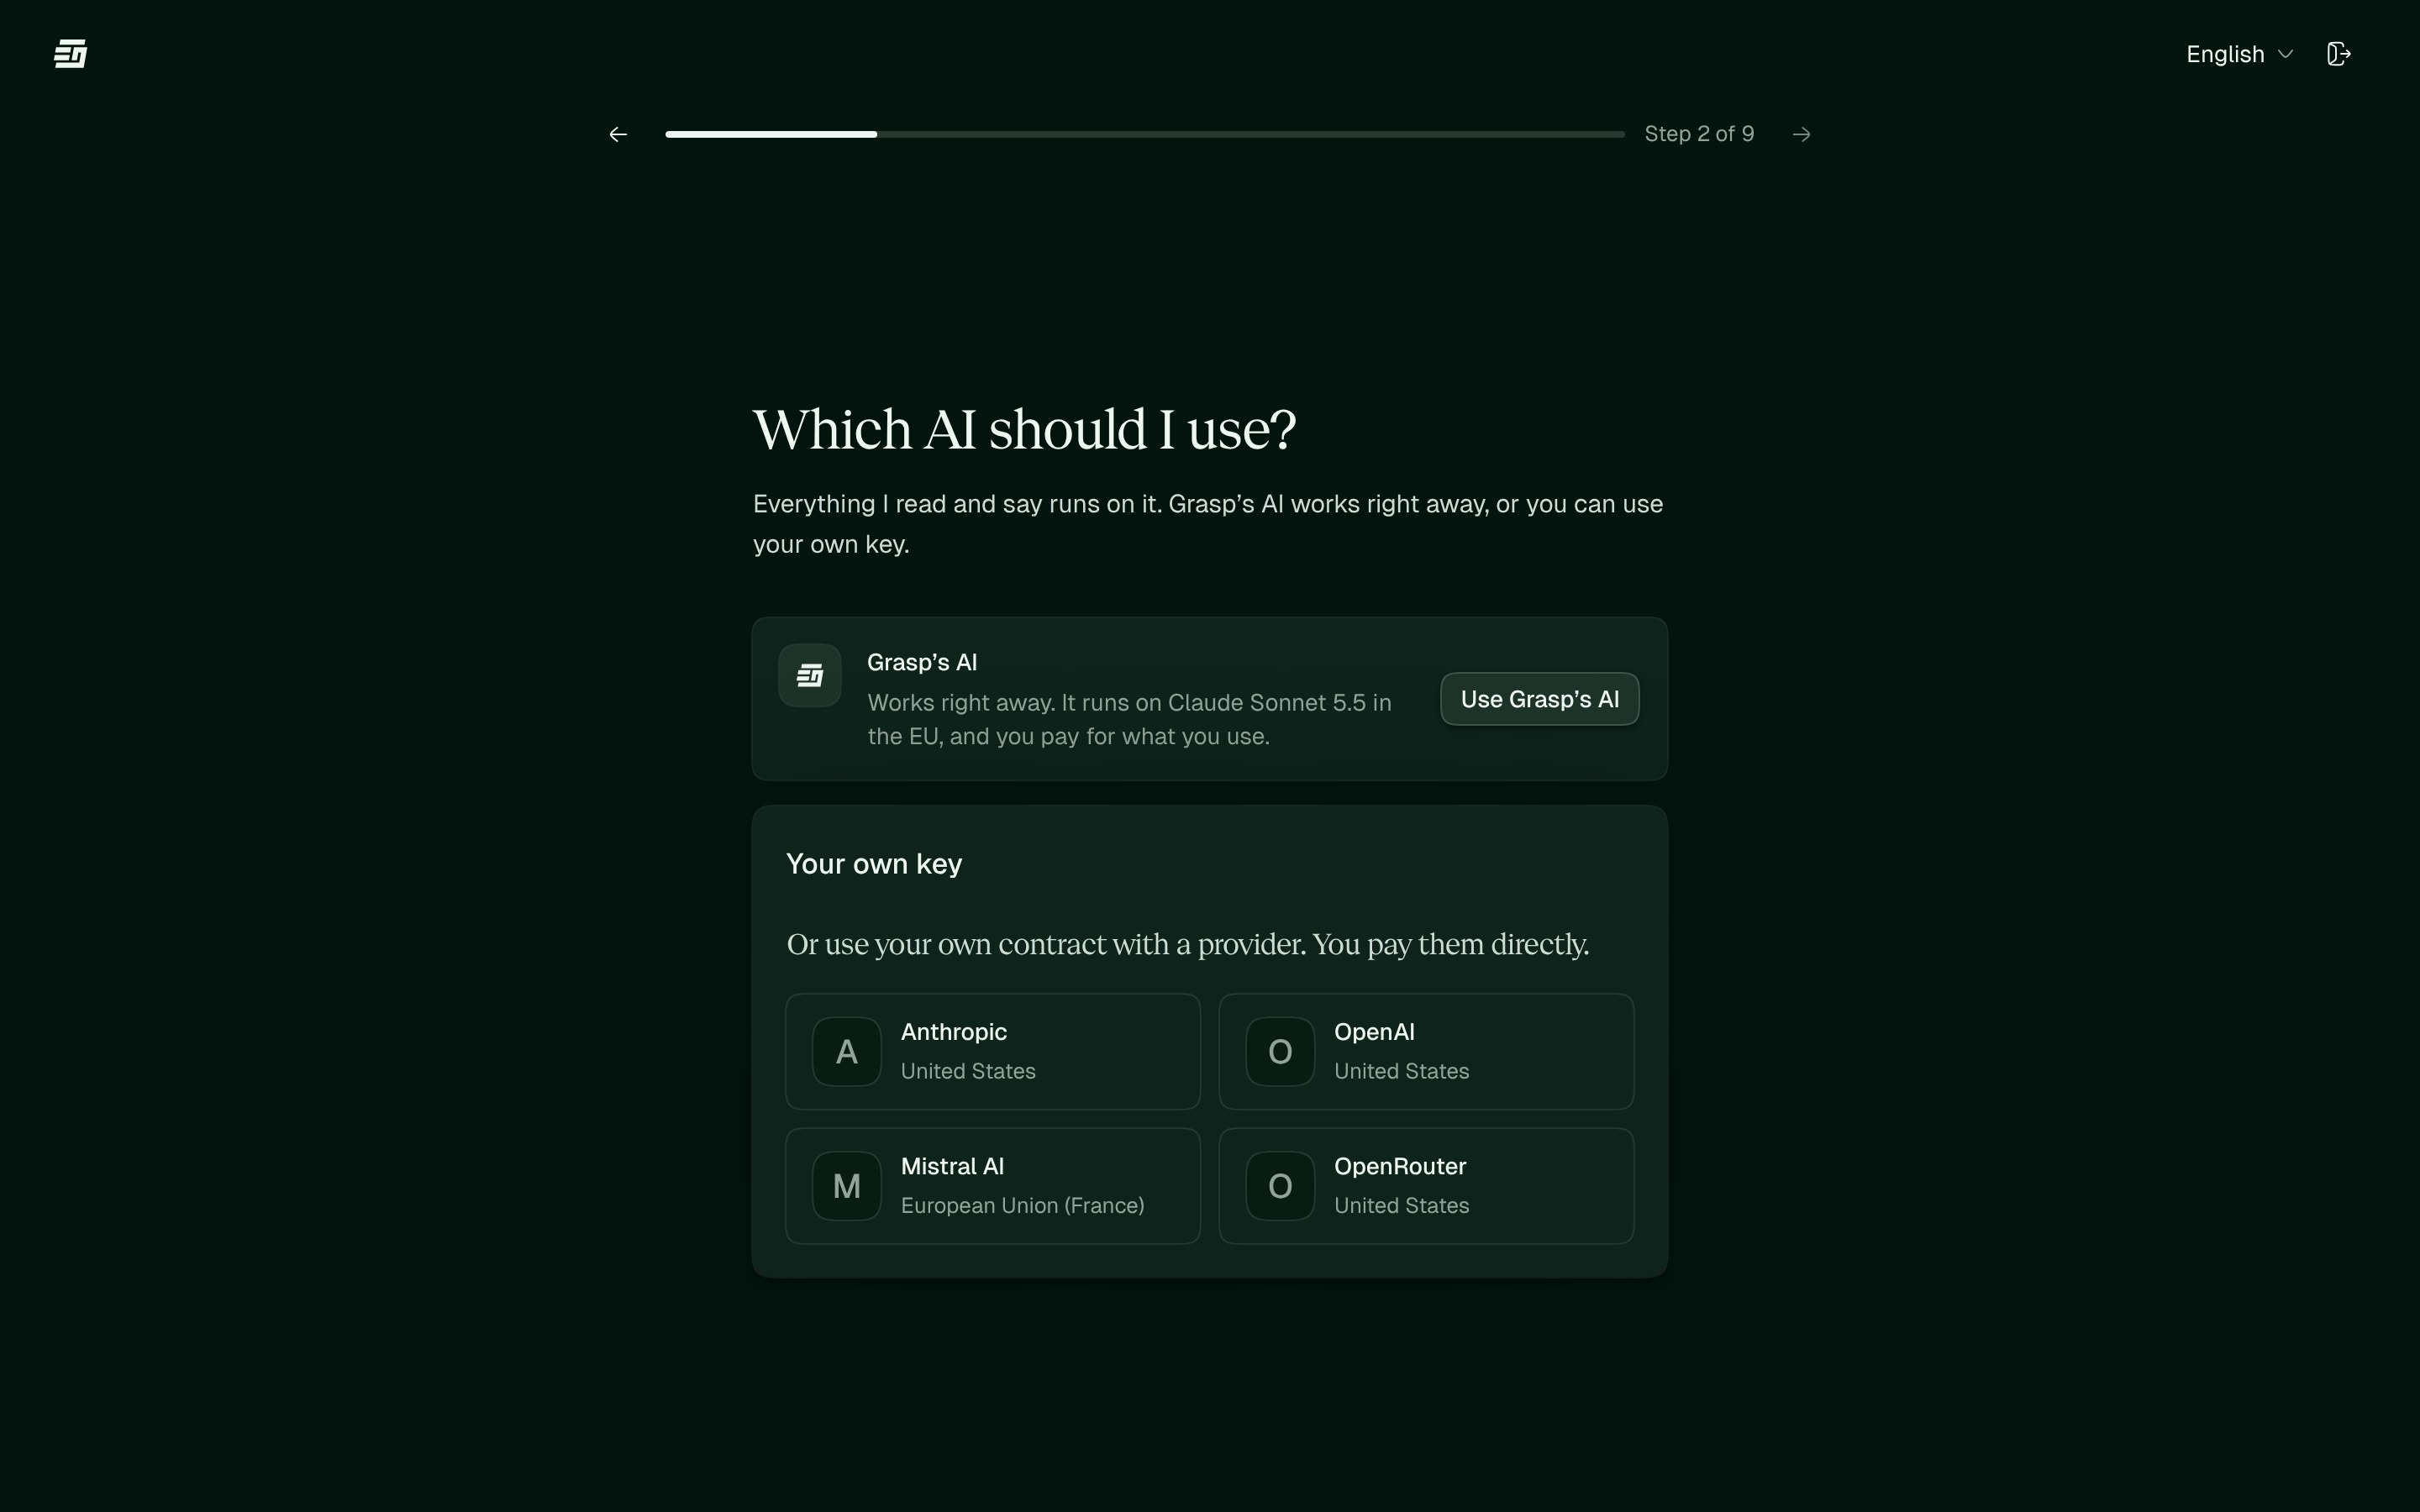 English
Step 2 of 9
Which AI should I use?
Everything I read and say runs on it. Grasp’s AI works right away, or you can use
your own key.
Grasp’s AI
Works right away. It runs on Claude Sonnet 5.5 in
the EU, and you pay for what you use.
Use Grasp’s AI
Your own key
Or use your own contract with a provider. You pay them directly.
A
Anthropic
United States
O
OpenAI
United States
M
Mistral AI
European Union (France)
O
OpenRouter
United States